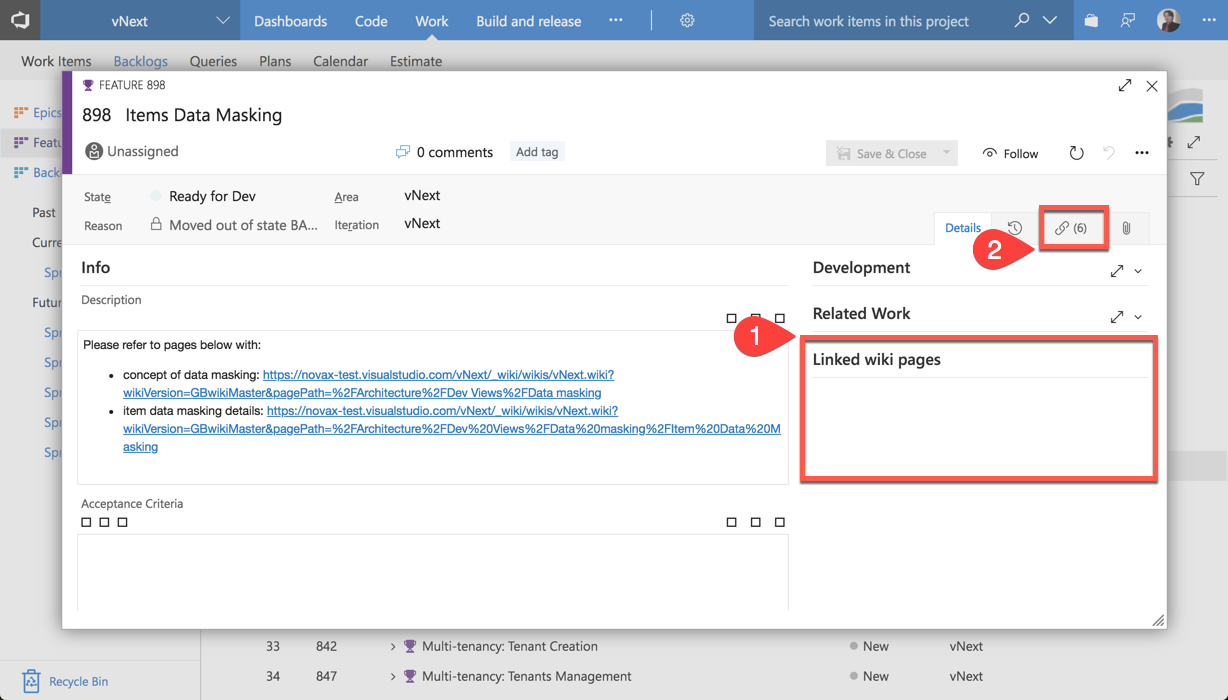 vNext
Dashboards Code Work Build and release
Search work items in this project
Work Items Backlogs Queries Plans Calendar Estimate
Epics
Featu
Back
Past
Curre
Spr
Futur
Spr
Spr
Spr
Spr
Spr
FEATURE 898
898 Items Data Masking
Unassigned
0 comments
Add tag
Save & Close
Follow
State
Ready for Dev
Area
vNext
Reason
Moved out of state BA...
Iteration
vNext
Details
(6)
2
Info
Description
Please refer to pages below with:
concept of data masking: https://novax-test.visualstudio.com/vNext/_wiki/wikis/vNext.wiki?
wikiVersion=GBwikiMaster&pagePath=%2FArchitecture%2FDev Views%2FData masking
item data masking details: https://novax-test.visualstudio.com/vNext/_wiki/wikis/vNext.wiki?
wikiVersion=GBwikiMaster&pagePath=%2FArchitecture%2FDev%20Views%2FData%20masking%2FItem%20Data%20M
asking
Acceptance Criteria
Development
Related Work
1
Linked wiki pages
33 842 Multi-tenancy: Tenant Creation New vNext
34 847 Multi-tenancy: Tenants Management New vNext
Recycle Bin